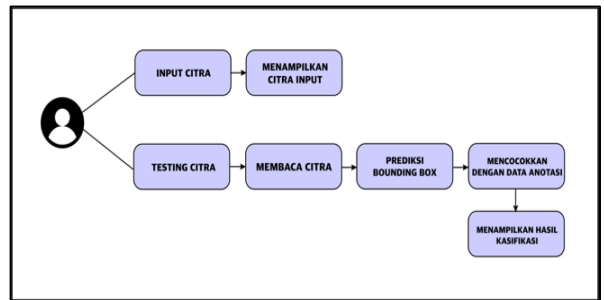 INPUT CITRA
MENAMPILKAN
CITRA INPUT
TESTING CITRA
MEMBACA CITRA
PREDIKSI
BOUNDING BOX
MENCOCOKKAN
DENGAN DATA ANOTASI
MENAMPILKAN HASIL
KASIFIKASI